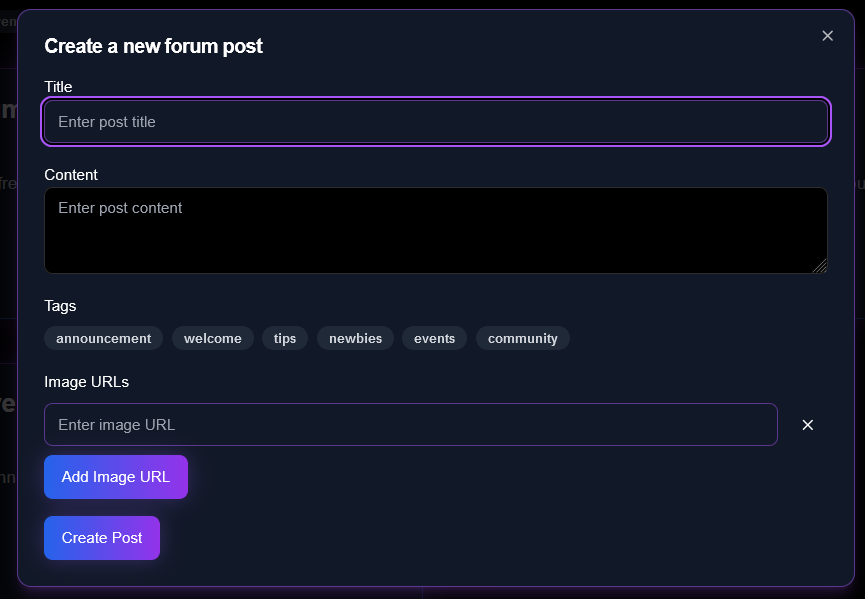 Create a new forum post
Title
Enter post title
Content
Enter post content
Tags
announcement welcome tips newbies events community
Image URLs
Enter image URL
Add Image URL
Create Post